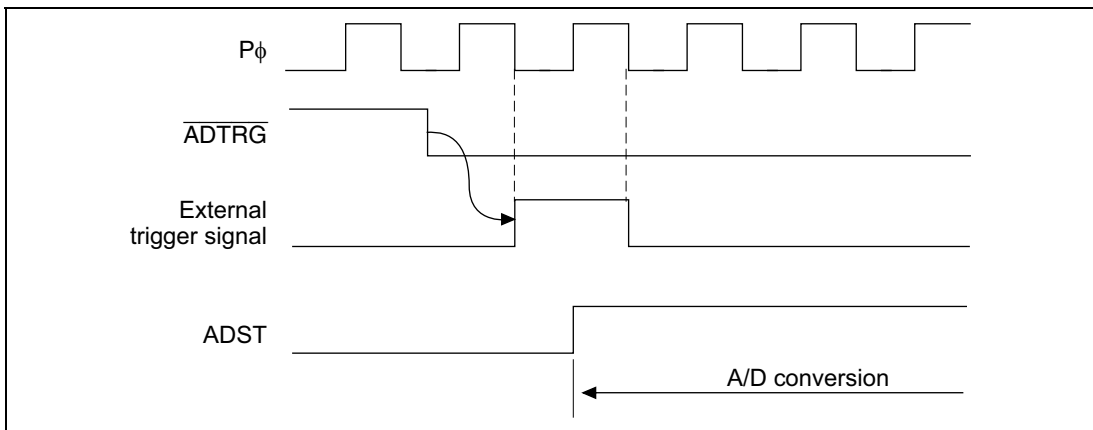 Pϕ
ADTRG
External
trigger signal
ADST
A/D conversion